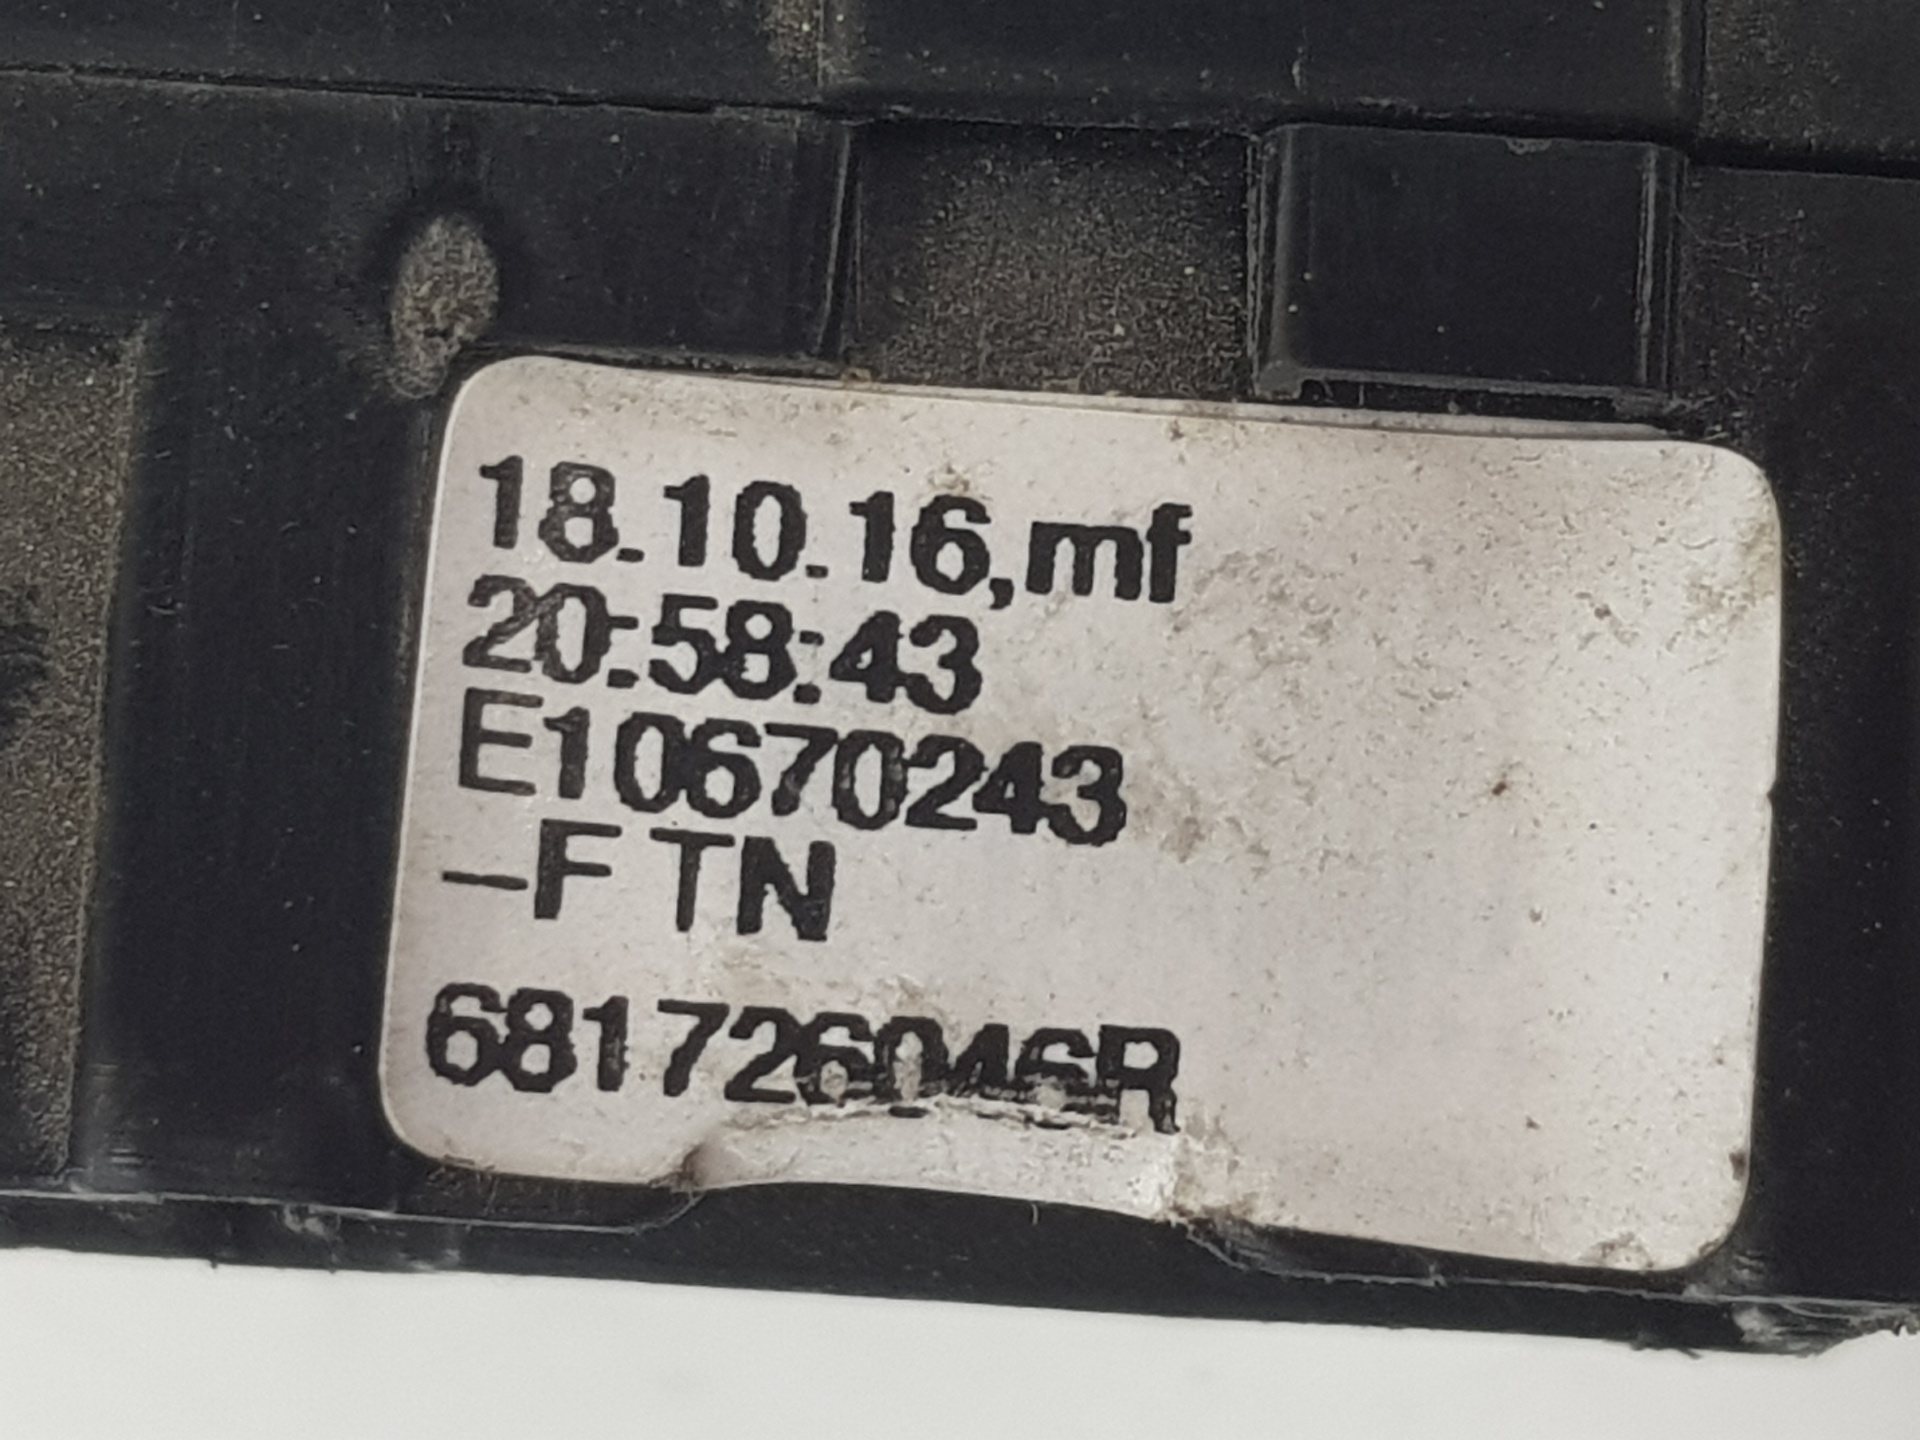 18.10.16,mf
20:58:43
E10670243
–F TN
681726046R